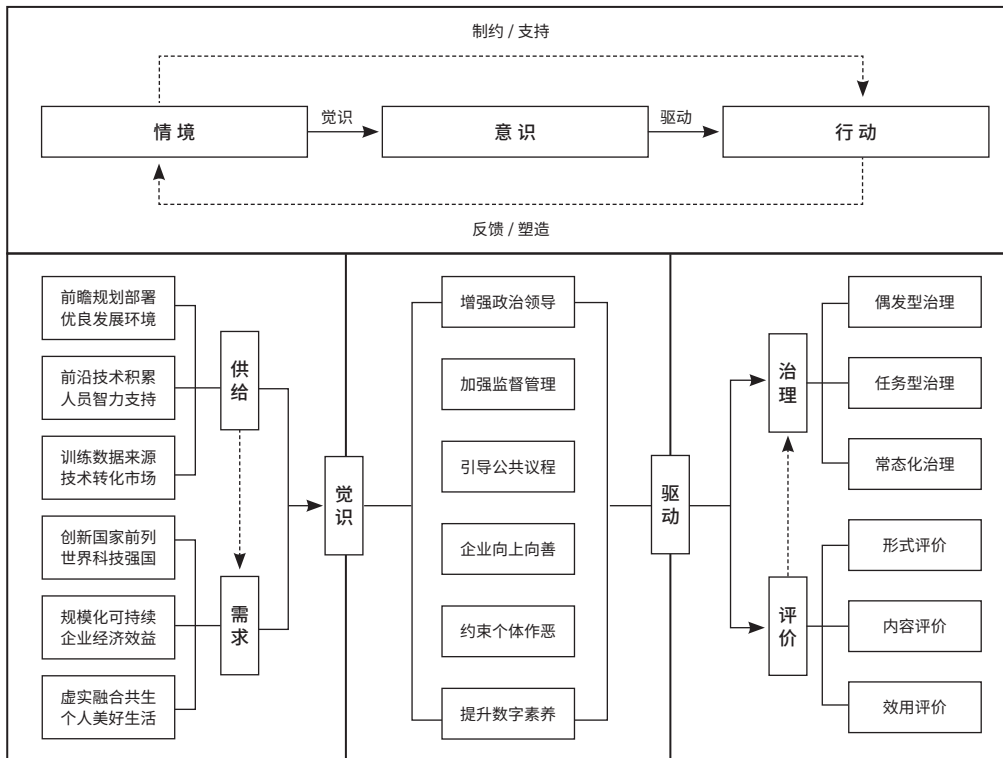 制约 / 支持
情境
觉识
意识
驱动
行动
反馈 / 塑造
前瞻规划部署
优良发展环境
前沿技术积累
人员智力支持
训练数据来源
技术转化市场
供给
创新国家前列
世界科技强国
规模化可持续
企业经济效益
虚实融合共生
个人美好生活
需求
觉识
增强政治领导
加强监督管理
引导公共议程
企业向上向善
约束个体作恶
提升数字素养
驱动
治理
偶发型治理
任务型治理
常态化治理
评价
形式评价
内容评价
效用评价